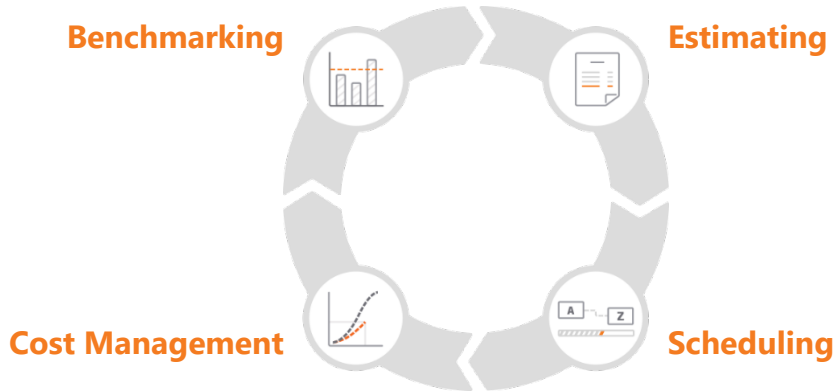 Benchmarking
Estimating
A
Z
Cost Management
Scheduling